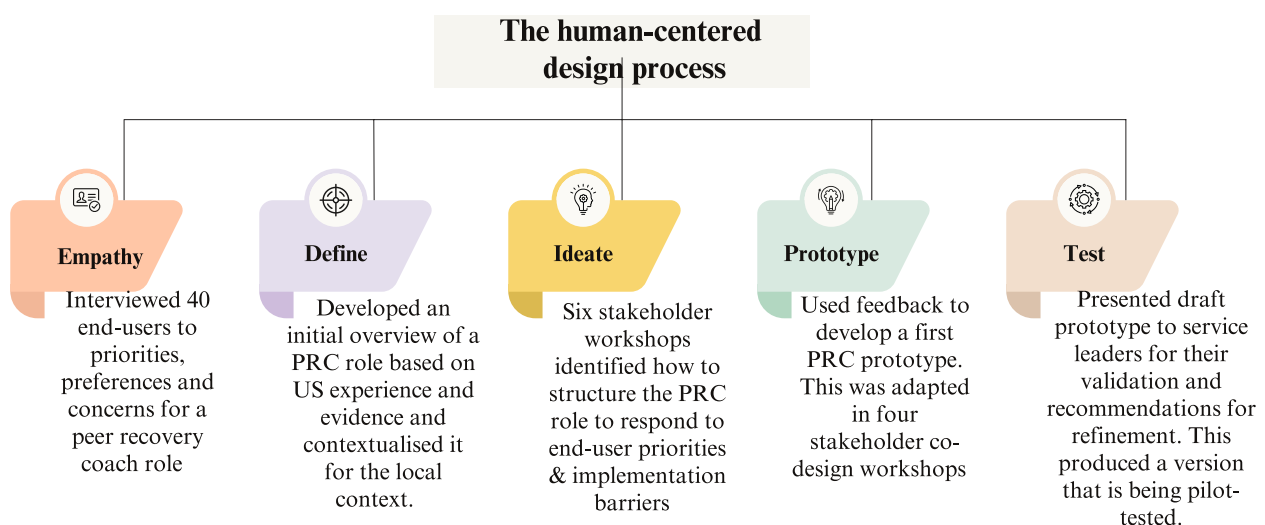 The human-centered
design process
Empathy
Interviewed 40
end-users to
priorities,
preferences and
concerns for a
peer recovery
coach role
Define
Developed an
initial overview of a
PRC role based on
US experience and
evidence and
contextualised it
for the local
context.
Ideate
Six stakeholder
workshops
identified how to
structure the PRC
role to respond to
end-user priorities
& implementation
barriers
Prototype
Used feedback to
develop a first
PRC prototype.
This was adapted
in four
stakeholder co-
design workshops
Test
Presented draft
prototype to service
leaders for their
validation and
recommendations for
refinement. This
produced a version
that is being pilot-
tested.